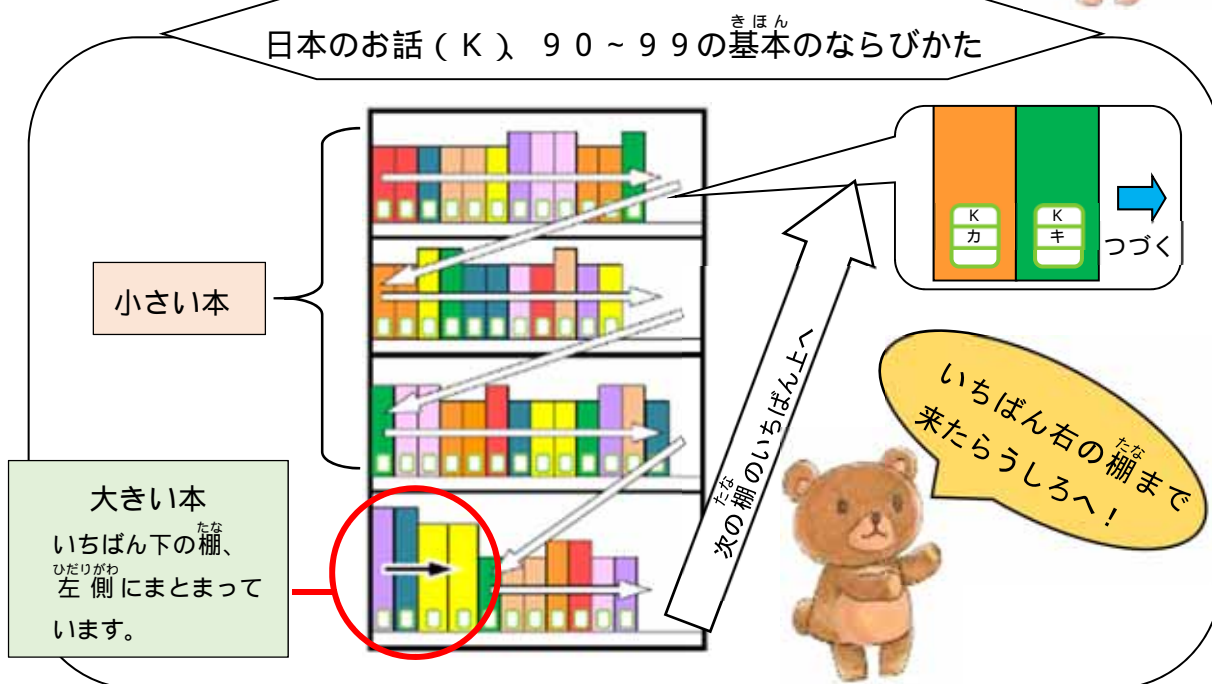 日本のお話(K)、90~99の基本のならびかた
きほん
小さい本
大きい本
いちばん下の棚、
たな
左側にまとまって
ひだりがわ
います。
次の棚のいちばん上へ
たな
K
カ
K
キ
つづく
いちばん右の棚まで
たな
来たらうしろへ!